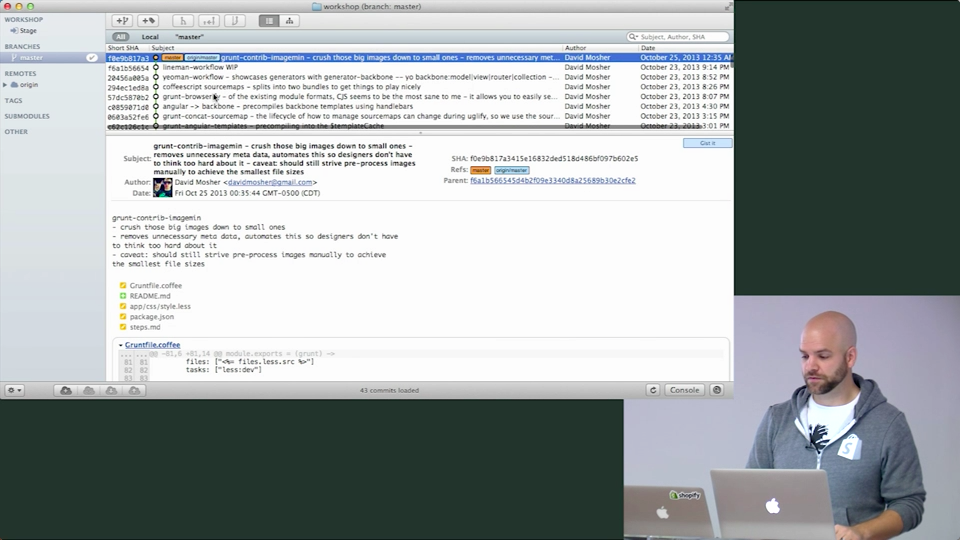 workshop (branch: master)
WORKSHOP
Stage
BRANCHES
master
REMOTES
origin
TAGS
SUBMODULES
OTHER
All Local "master"
Subject, Author, SHA
Short SHA Subject Author Date
f0e9b817a3 master origin/master grunt-contrib-imagemin - crush those big images down to small ones - removes unnecessary met... David Mosher October 25, 2013 12:35 AM
f6a1b56654 lineman-workflow WIP David Mosher October 23, 2013 9:14 PM
20456a005a yeoman-workflow - showcases generators with generator-backbone -- yo backbone:model|view|router|collection -... David Mosher October 23, 2013 8:52 PM
294ec1ed8a coffeescript sourcemaps - splits into two bundles to get things to play nicely David Mosher October 23, 2013 8:26 PM
57dc5870b2 grunt-browserify - of the existing module formats, CJS seems to be the most sane to me - it allows you to easily se... David Mosher October 23, 2013 8:07 PM
c0859071d0 angular -> backbone - precompiles backbone templates using handlebars David Mosher October 23, 2013 4:30 PM
0603a52fe6 grunt-concat-sourcemap - the lifecycle of how to manage sourcemaps can change during uglify, so we use the sour... David Mosher October 23, 2013 3:14 PM
grunt-angular-templates - precompiling into the $templateCache David Mosher October 23, 2013 3:01 PM
Gist it
grunt-contrib-imagemin - crush those big images down to small ones -
Subject: removes unnecessary meta data, automates this so designers don't have
to think too hard about it - caveat: should still strive pre-process images
manually to achieve the smallest file sizes
SHA: f0e9b817a3415e16832ded518d486bf097b602e5
Refs: master origin/master
Parent: f6a1b566545d4b2f09e3340d8a25689b30e2cfe2
Author: David Mosher <davidmosher@gmail.com>
Date: Fri Oct 25 2013 00:35:44 GMT-0500 (CDT)
grunt-contrib-imagemin
- crush those big images down to small ones
- removes unnecessary meta data, automates this so designers don't have
to think too hard about it
- caveat: should still strive pre-process images manually to achieve
the smallest file sizes
Gruntfile.coffee
README.md
app/css/style.less
package.json
steps.md
Gruntfile.coffee
... ... @@ -81,6 +81,14 @@ module.exports = (grunt) ->
81 81 files: ["<%= files.less.src %>"]
82 82 tasks: ["less:dev"]
83 83
43 commits loaded
Console
shopify